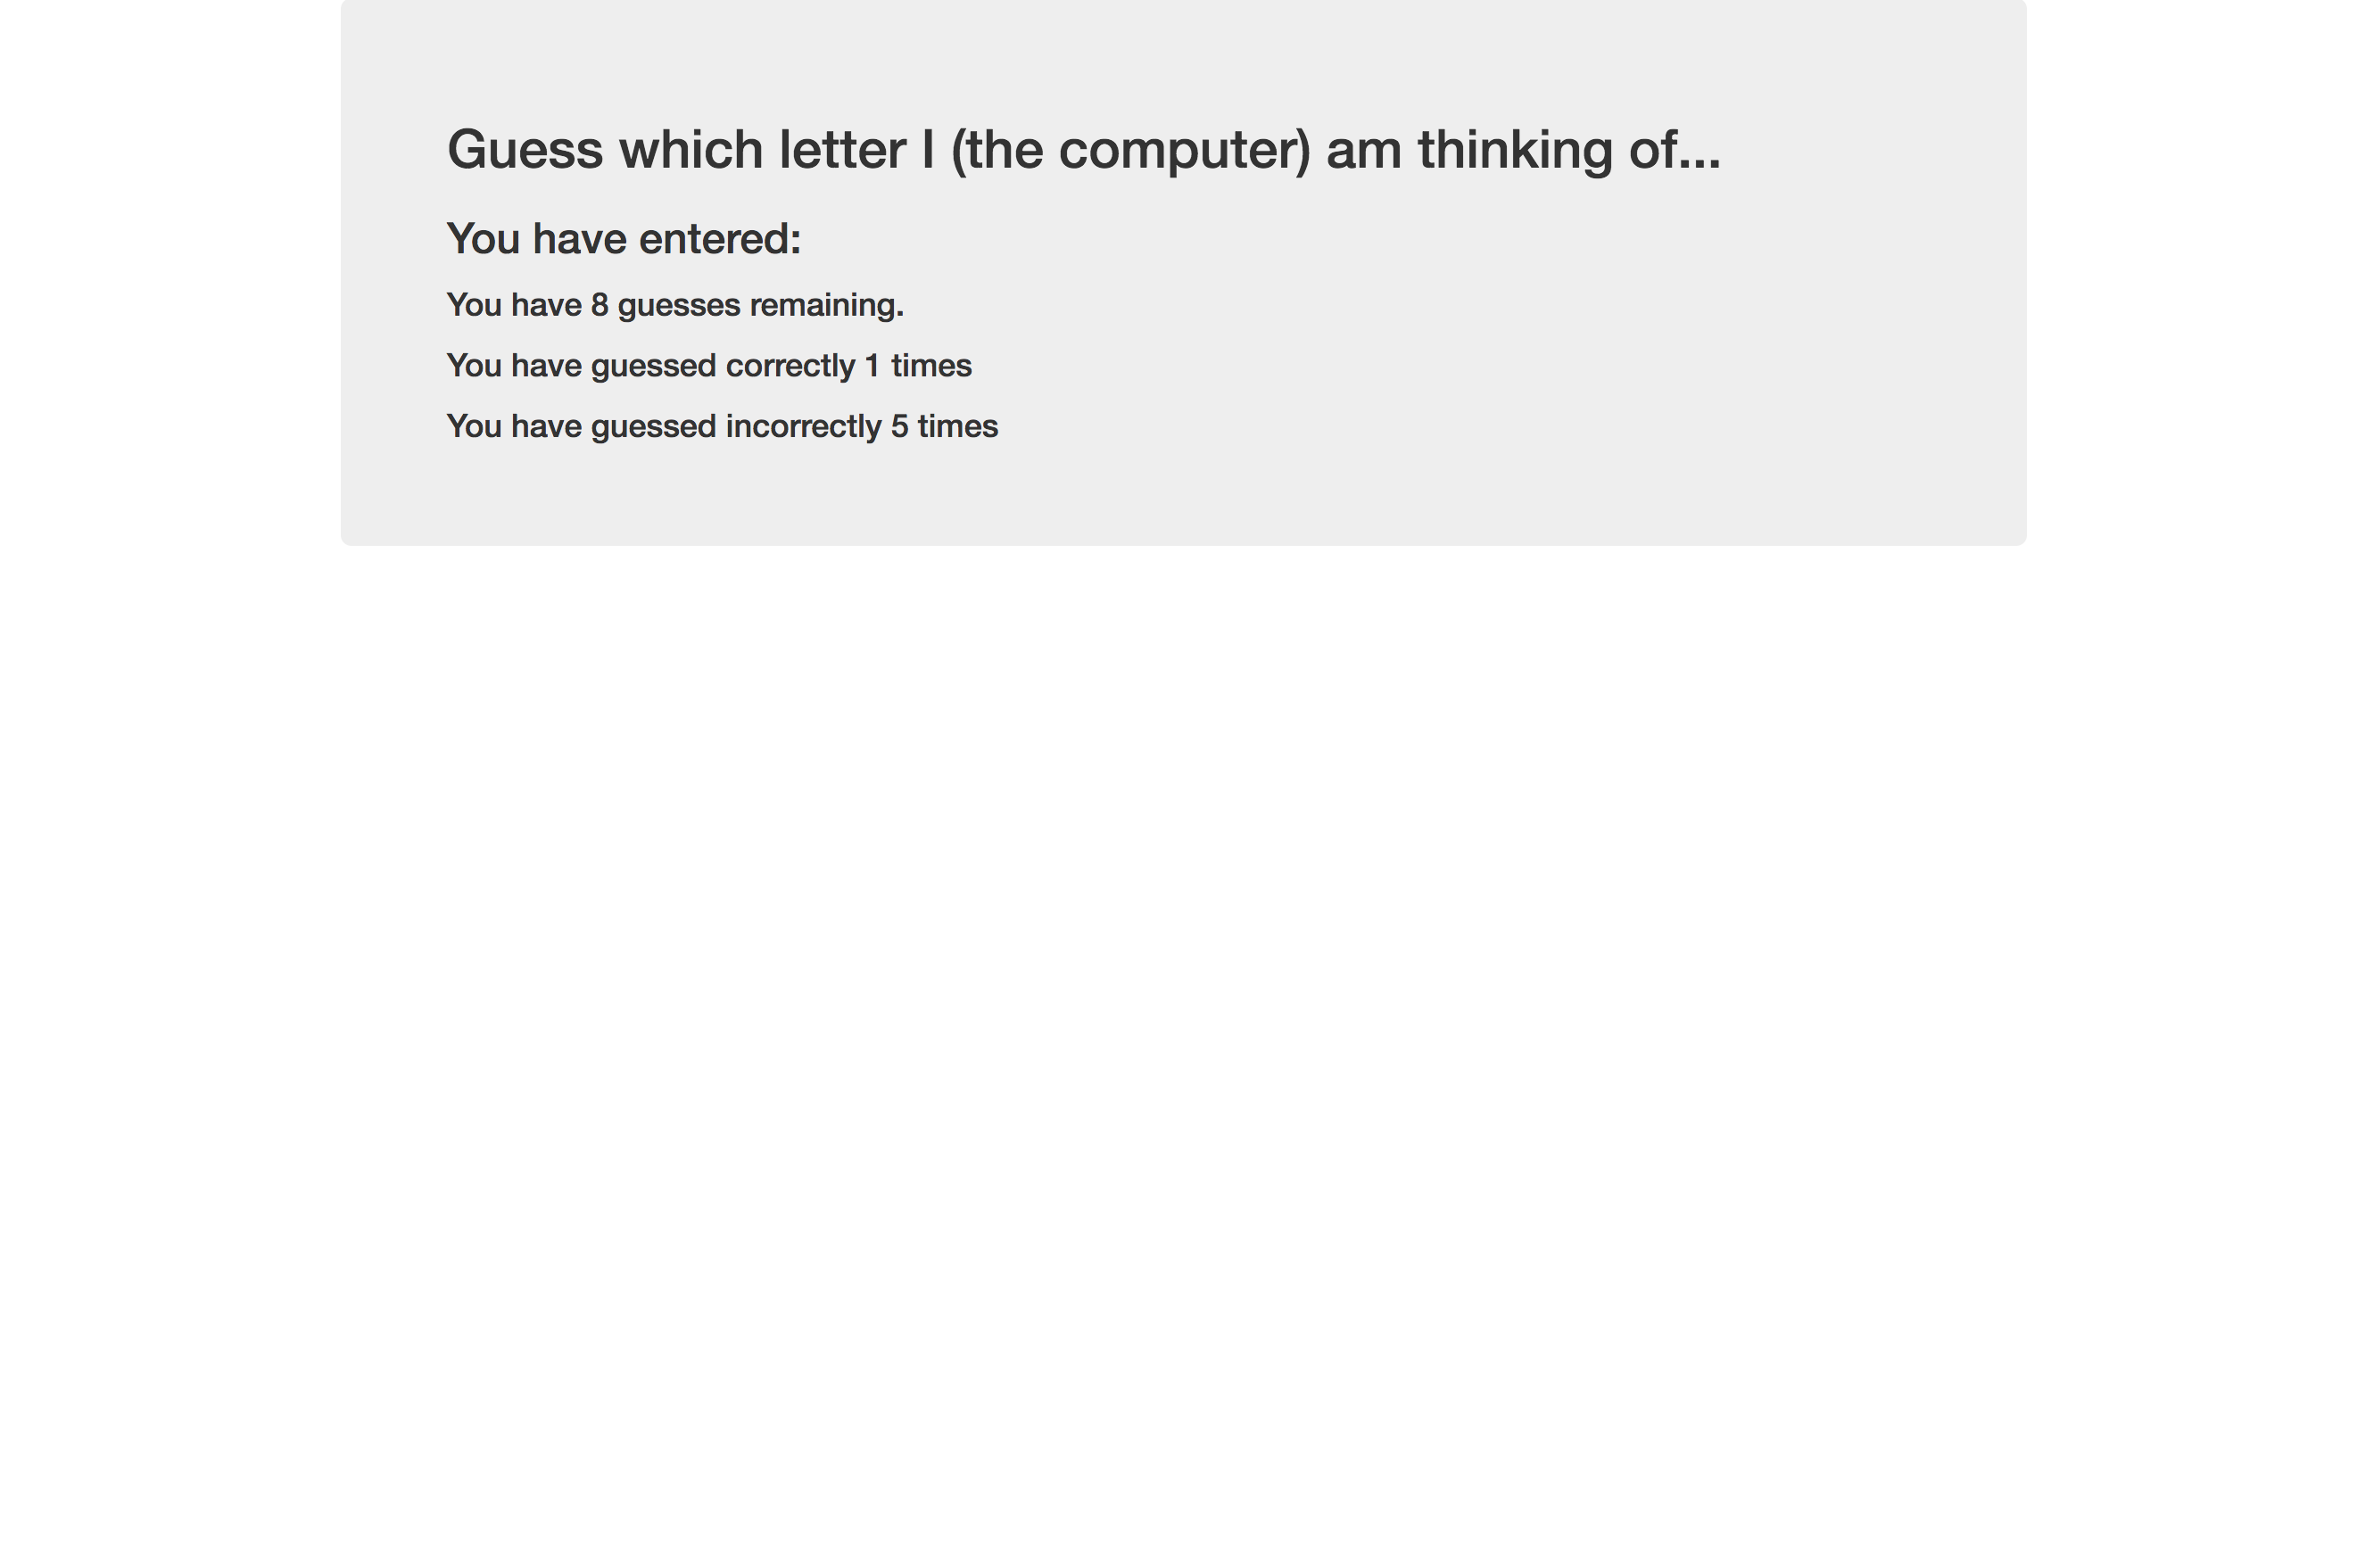 Guess which letter I (the computer) am thinking of...
You have entered:
You have 8 guesses remaining.
You have guessed correctly 1 times
You have guessed incorrectly 5 times